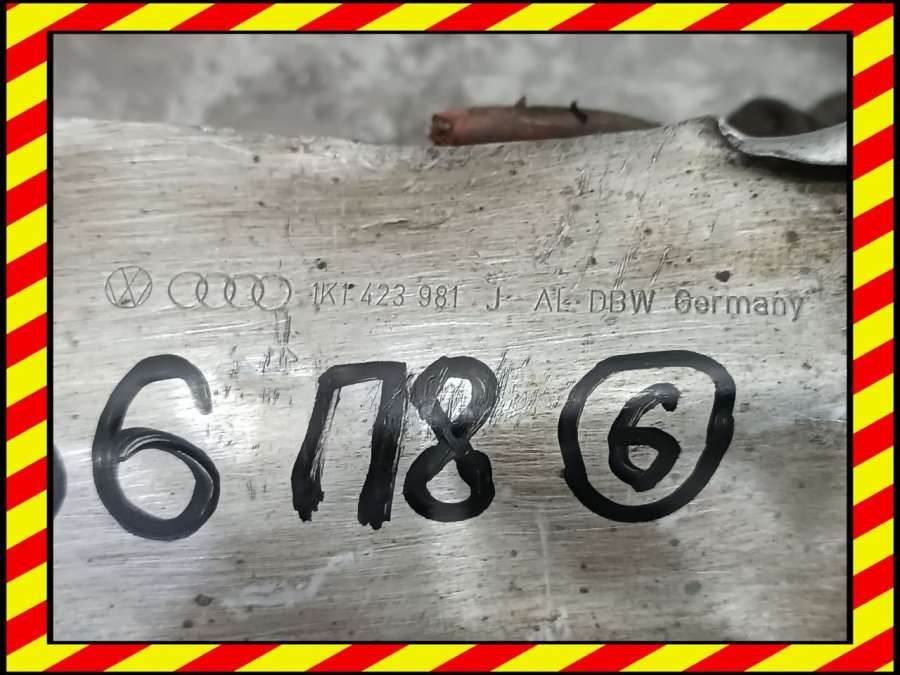 1K1 423 981 J AL DBW Germany
6 П8 6